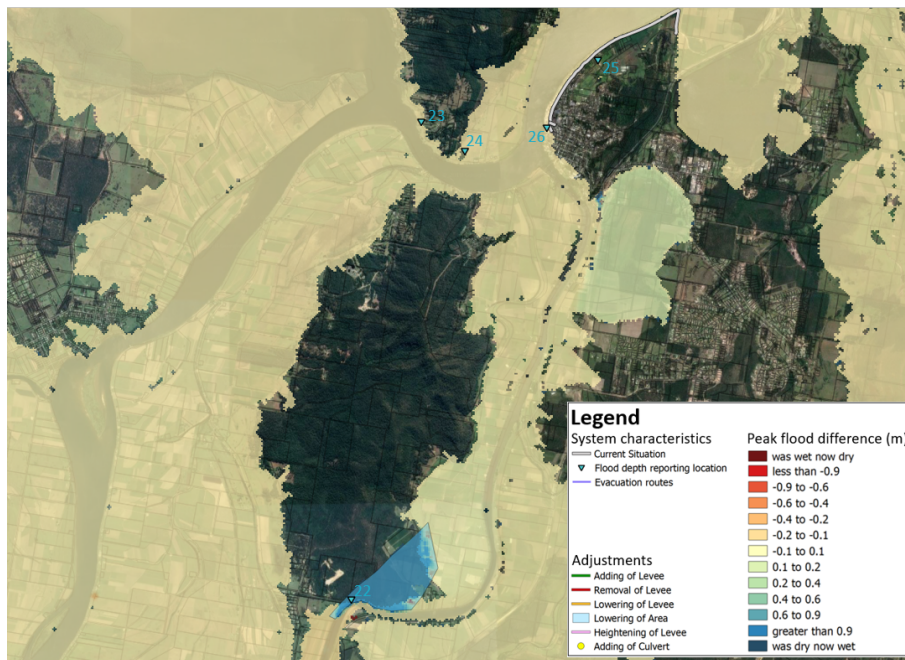 25
23
26
24
22
Legend
System characteristics
Current Situation
Flood depth reporting location
Evacuation routes
Adjustments
Adding of Levee
Removal of Levee
Lowering of Levee
Lowering of Area
Heightening of Levee
Adding of Culvert
Peak flood difference (m)
was wet now dry
less than -0.9
-0.9 to -0.6
-0.6 to -0.4
-0.4 to -0.2
-0.2 to -0.1
-0.1 to 0.1
0.1 to 0.2
0.2 to 0.4
0.4 to 0.6
0.6 to 0.9
greater than 0.9
was dry now wet